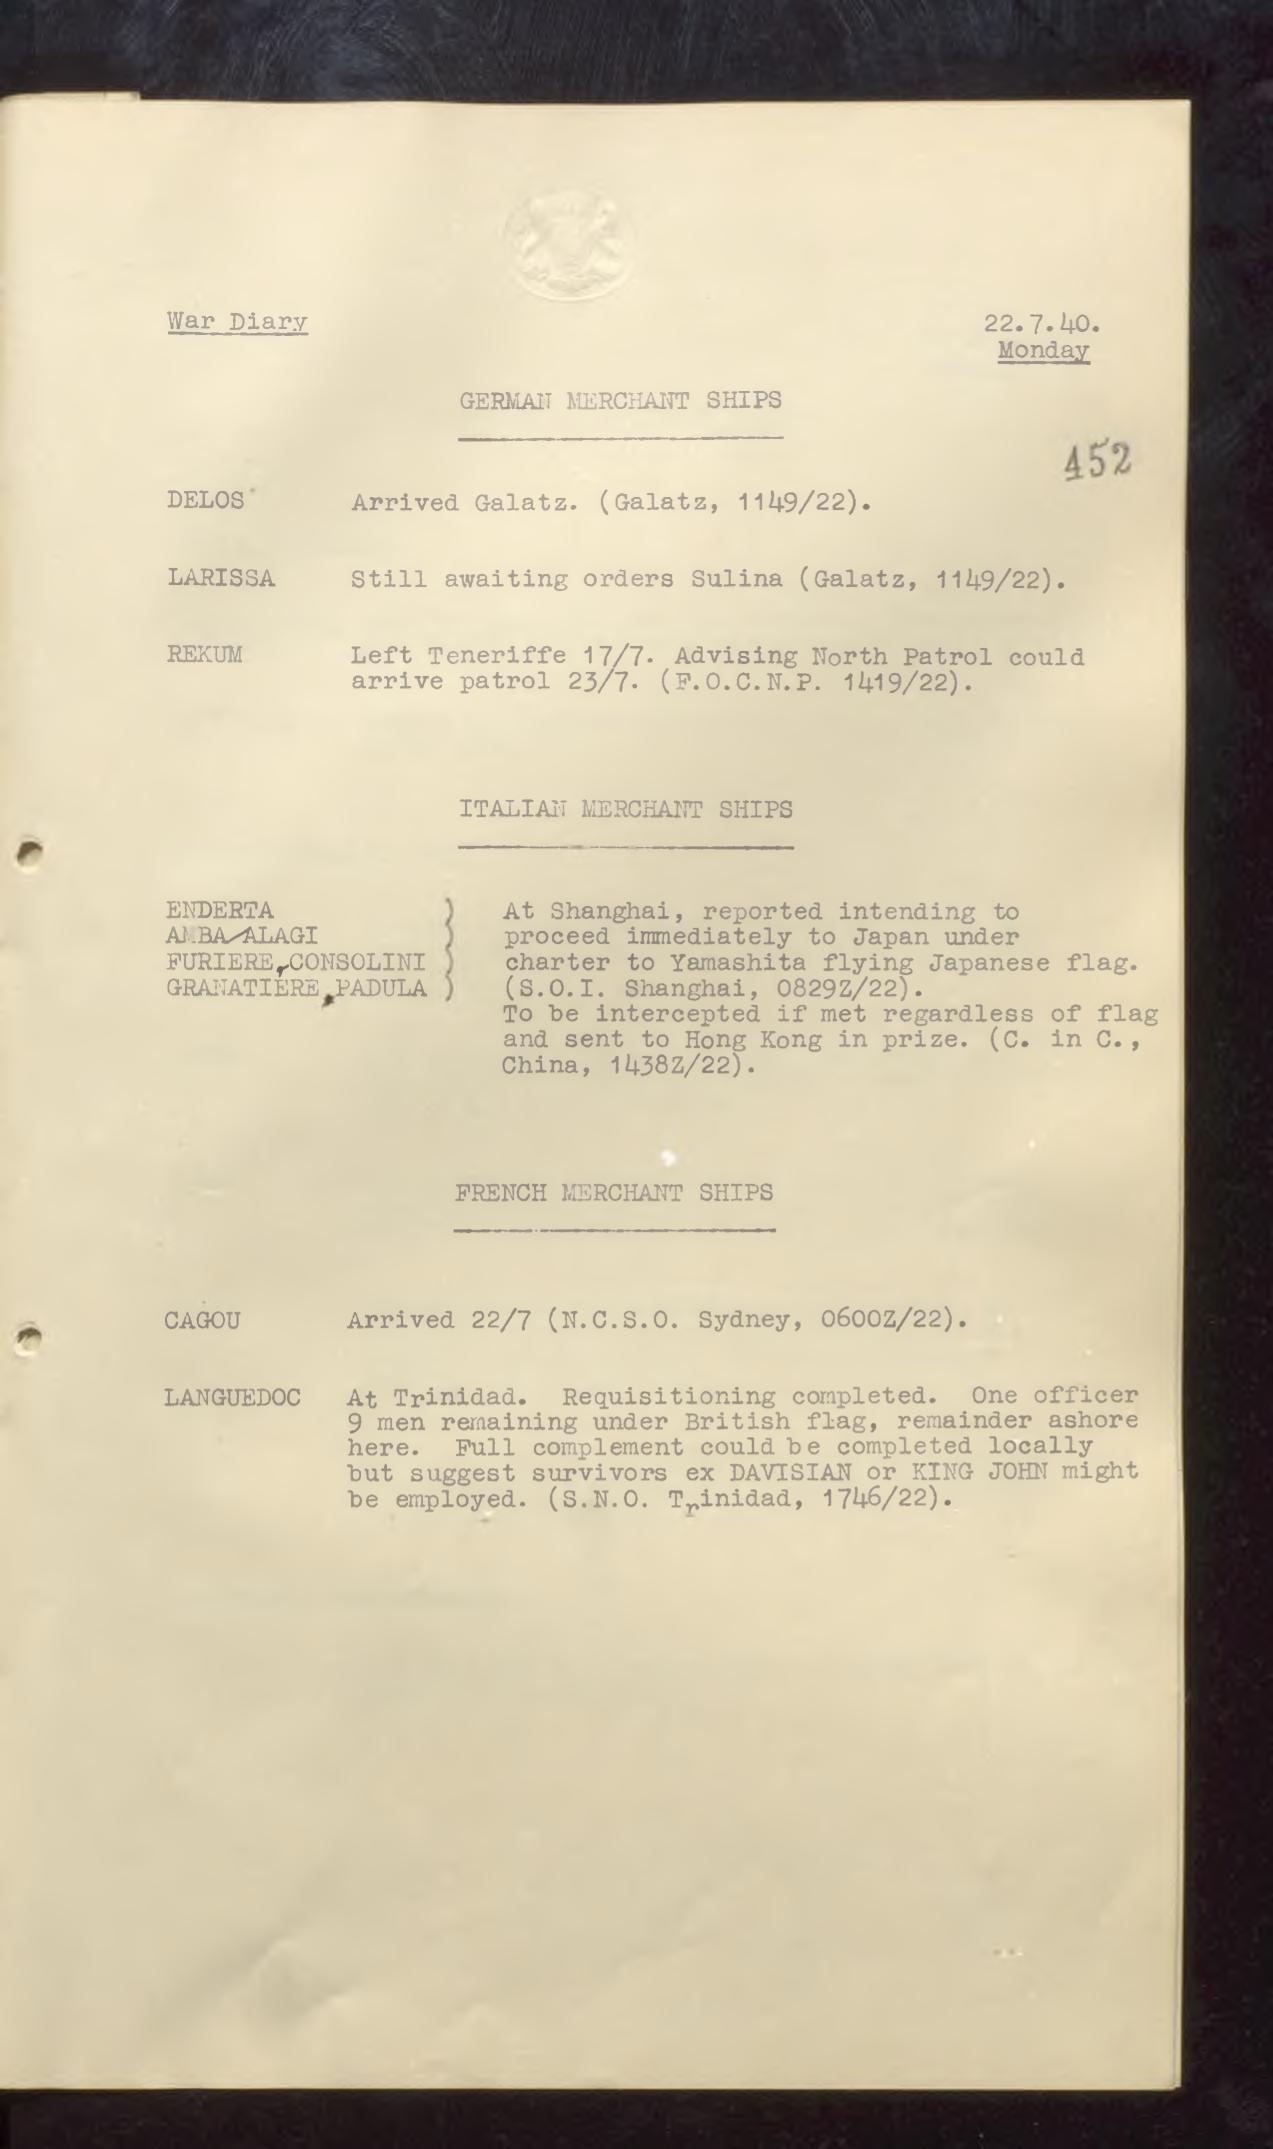 War Diary
22.7.40.
Monday
GERMAN MERCHANT SHIPS
452
DELOS Arrived Galatz. (Galatz, 1149/22).
LARISSA Still awaiting orders Sulina (Galatz, 1149/22).
REKUM Left Teneriffe 17/7. Advising North Patrol could
arrive patrol 23/7. (F.O.C.N.P. 1419/22).
ITALIAN MERCHANT SHIPS
ENDERTA ) At Shanghai, reported intending to
AMBA ALAGI ) proceed immediately to Japan under
FURIERE, CONSOLINI ) charter to Yamashita flying Japanese flag.
GRANATIERE, PADULA ) (S.O.I. Shanghai, 0829Z/22).
To be intercepted if met regardless of flag
and sent to Hong Kong in prize. (C. in C.,
China, 1438Z/22).
FRENCH MERCHANT SHIPS
CAGOU Arrived 22/7 (N.C.S.O. Sydney, 0600Z/22).
LANGUEDOC At Trinidad. Requisitioning completed. One officer
9 men remaining under British flag, remainder ashore
here. Full complement could be completed locally
but suggest survivors ex DAVISIAN or KING JOHN might
be employed. (S.N.O. Trinidad, 1746/22).